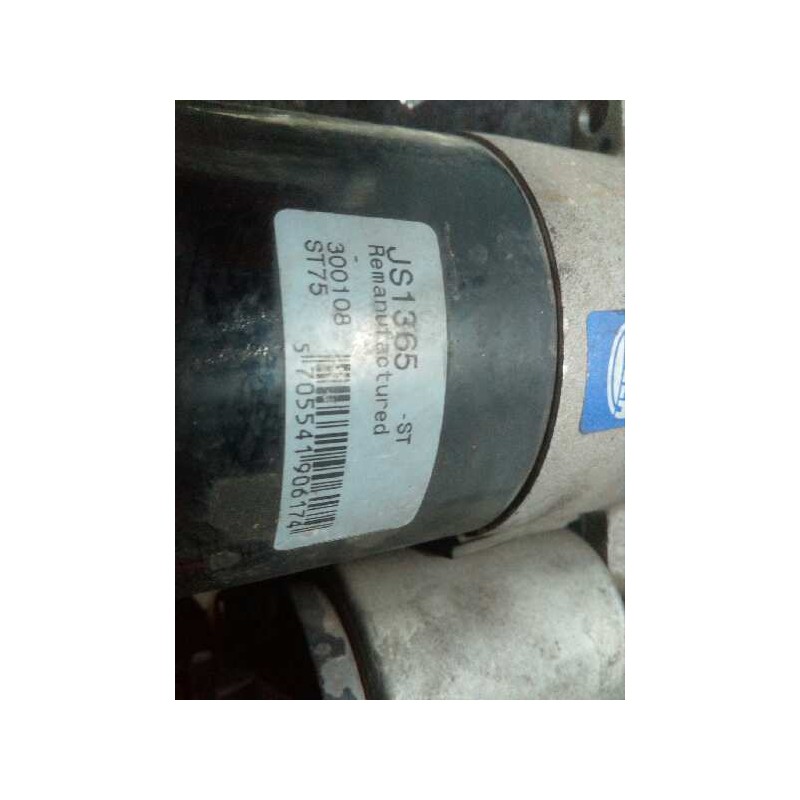 JS1365 -ST
Remanufactured
-
300108
ST75
5 705541 906174